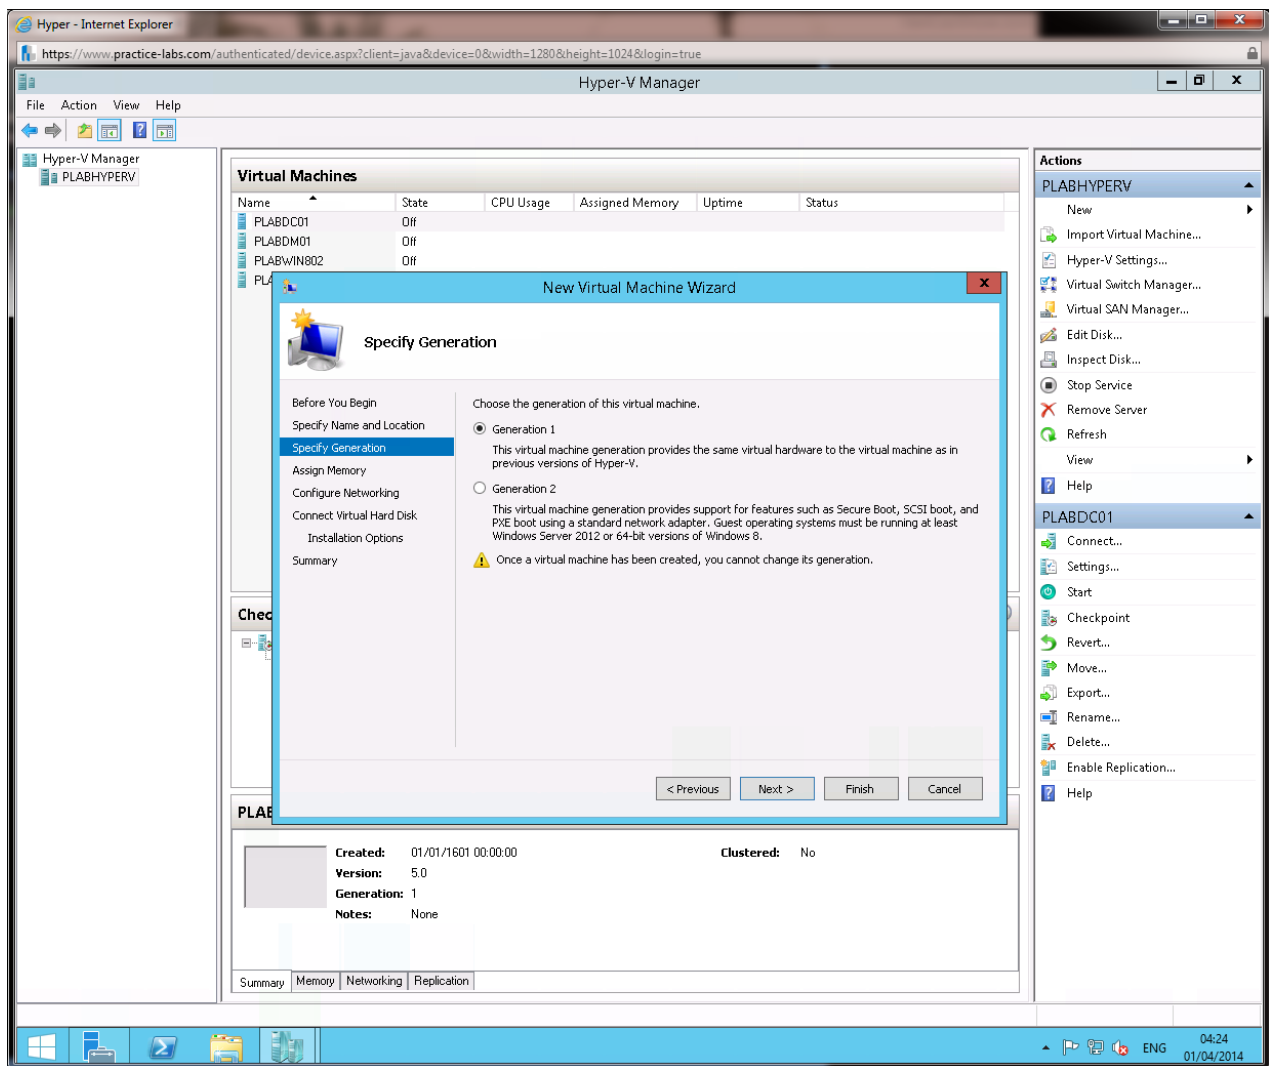 Hyper - Internet Explorer
https://www.practice-labs.com/authenticated/device.aspx?client=java&device=0&width=1280&height=1024&login=true
Hyper-V Manager
File Action View Help
Hyper-V Manager
PLABHYPERV
Virtual Machines
Name State CPU Usage Assigned Memory Uptime Status
PLABDC01 Off
PLABDM01 Off
PLABWIN802 Off
PLA
New Virtual Machine Wizard
Specify Generation
Before You Begin
Specify Name and Location
Specify Generation
Assign Memory
Configure Networking
Connect Virtual Hard Disk
Installation Options
Summary
Choose the generation of this virtual machine.
Generation 1
This virtual machine generation provides the same virtual hardware to the virtual machine as in
previous versions of Hyper-V.
Generation 2
This virtual machine generation provides support for features such as Secure Boot, SCSI boot, and
PXE boot using a standard network adapter. Guest operating systems must be running at least
Windows Server 2012 or 64-bit versions of Windows 8.
Once a virtual machine has been created, you cannot change its generation.
< Previous Next > Finish Cancel
Chec
PLAB
Created: 01/01/1601 00:00:00 Clustered: No
Version: 5.0
Generation: 1
Notes: None
Summary Memory Networking Replication
Actions
PLABHYPERV
New
Import Virtual Machine...
Hyper-V Settings...
Virtual Switch Manager...
Virtual SAN Manager...
Edit Disk...
Inspect Disk...
Stop Service
Remove Server
Refresh
View
Help
PLABDC01
Connect...
Settings...
Start
Checkpoint
Revert...
Move...
Export...
Rename...
Delete...
Enable Replication...
Help
ENG
04:24
01/04/2014